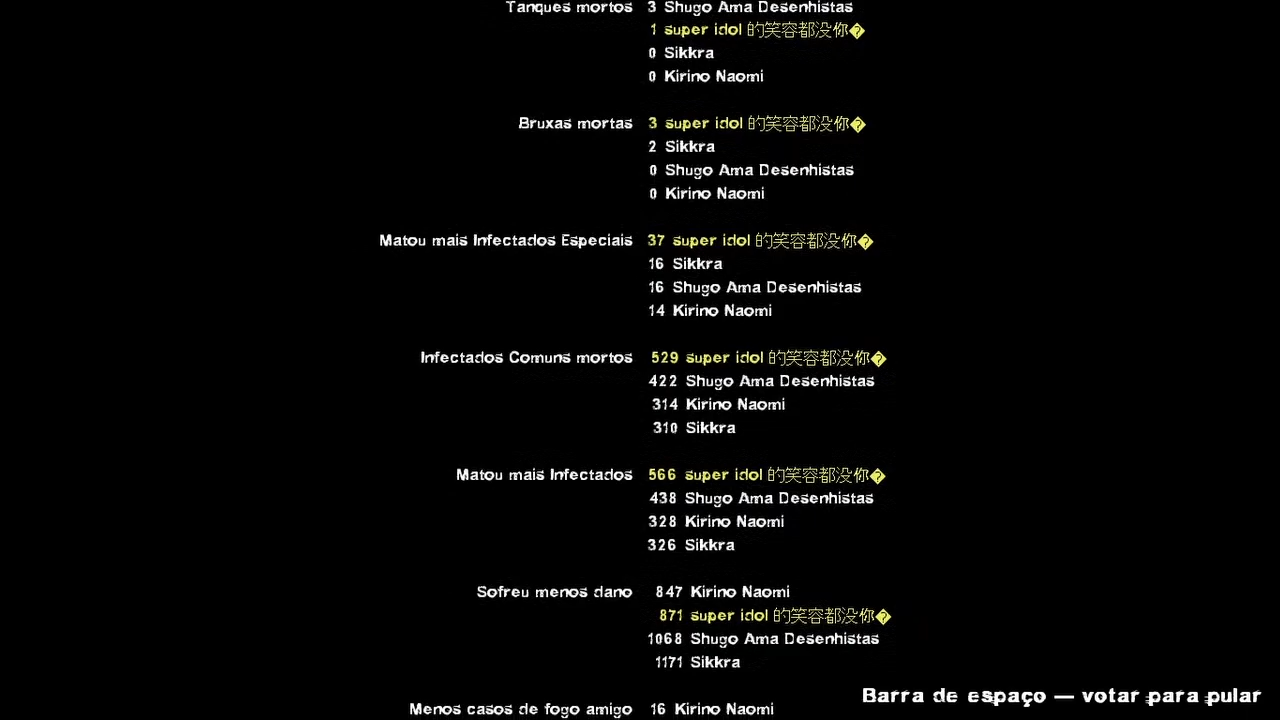 Tanques mortos 3 Shugo Ama Desenhistas
1 super idol 的笑容都没你�
0 Sikkra
0 Kirino Naomi
Bruxas mortas 3 super idol 的笑容都没你�
2 Sikkra
0 Shugo Ama Desenhistas
0 Kirino Naomi
Matou mais Infectados Especiais 37 super idol 的笑容都没你�
16 Sikkra
16 Shugo Ama Desenhistas
14 Kirino Naomi
Infectados Comuns mortos 529 super idol 的笑容都没你�
422 Shugo Ama Desenhistas
314 Kirino Naomi
310 Sikkra
Matou mais Infectados 566 super idol 的笑容都没你�
438 Shugo Ama Desenhistas
328 Kirino Naomi
326 Sikkra
Sofreu menos dano 847 Kirino Naomi
871 super idol 的笑容都没你�
1068 Shugo Ama Desenhistas
1171 Sikkra
Menos casos de fogo amigo 16 Kirino Naomi
Barra de espaço — votar para pular